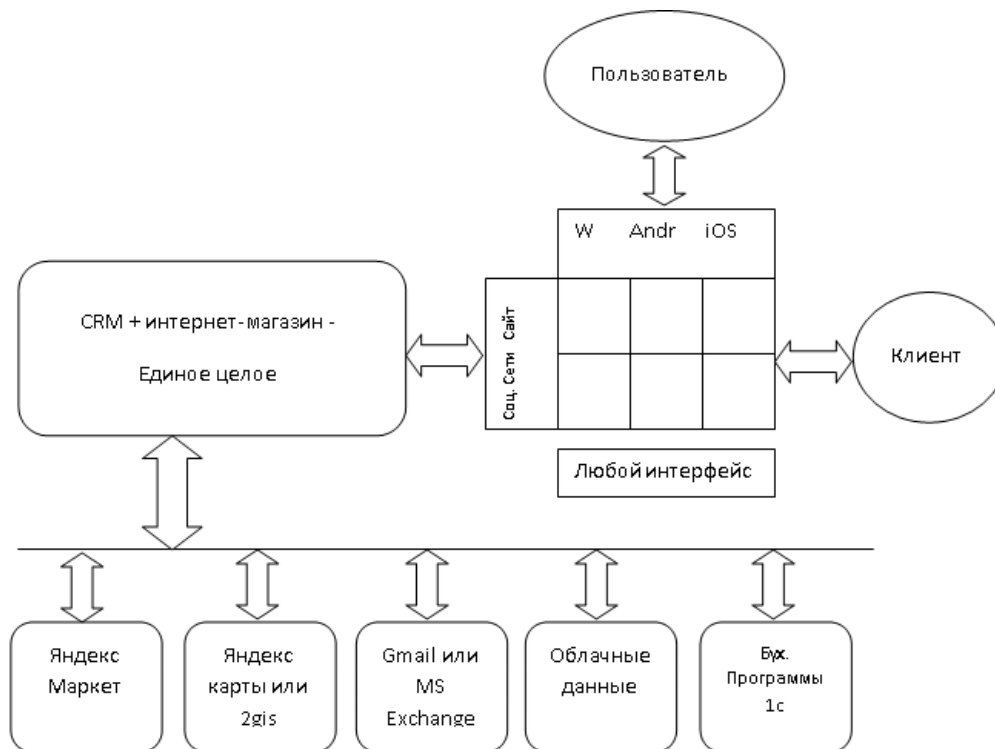 Пользователь
W Andr iOS
CRM + интернет-магазин -
Единое целое
Соц. Сети Сайт
Клиент
Любой интерфейс
Яндекс
Маркет
Яндекс
карты или
2gis
Gmail или
MS
Exchange
Облачные
данные
Бух.
Программы
1с